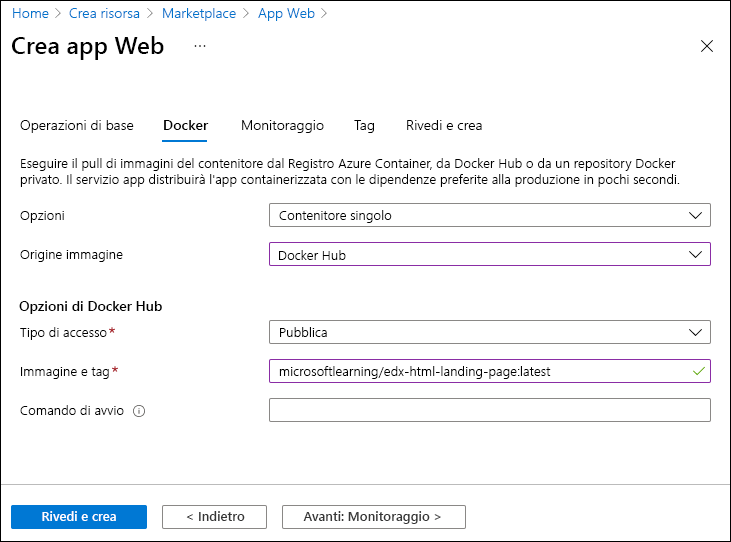 Home > Crea risorsa > Marketplace > App Web >
Crea app Web ...
Operazioni di base Docker Monitoraggio Tag Rivedi e crea
Eseguire il pull di immagini del contenitore dal Registro Azure Container, da Docker Hub o da un repository Docker
privato. Il servizio app distribuirà l'app containerizzata con le dipendenze preferite alla produzione in pochi secondi.
Opzioni Contenitore singolo
Origine immagine Docker Hub
Opzioni di Docker Hub
Tipo di accesso* Pubblica
Immagine e tag* microsoftlearning/edx-html-landing-page:latest
Comando di avvio
Rivedi e crea < Indietro Avanti: Monitoraggio >